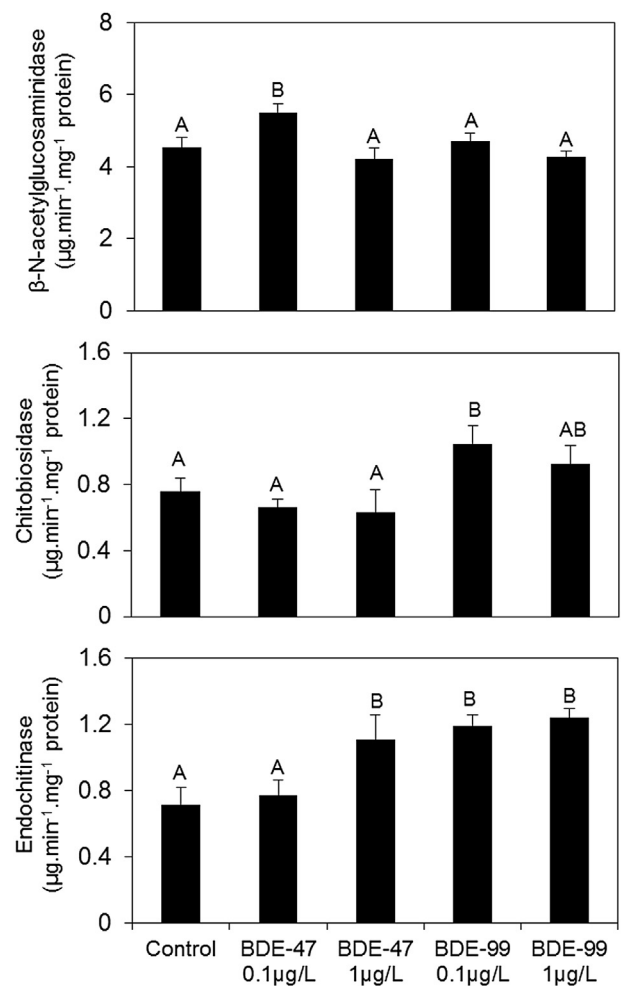 β-N-acetylglucosaminidase
(µg.min⁻¹.mg⁻¹ protein)
8
6
4
2
0
A
B
A
A
A
Chitobiosidase
(µg.min⁻¹.mg⁻¹ protein)
1.6
1.2
0.8
0.4
0
A
A
A
B
AB
Endochitinase
(µg.min⁻¹.mg⁻¹ protein)
1.6
1.2
0.8
0.4
0
A
A
B
B
B
Control
BDE-47
0.1µg/L
BDE-47
1µg/L
BDE-99
0.1µg/L
BDE-99
1µg/L